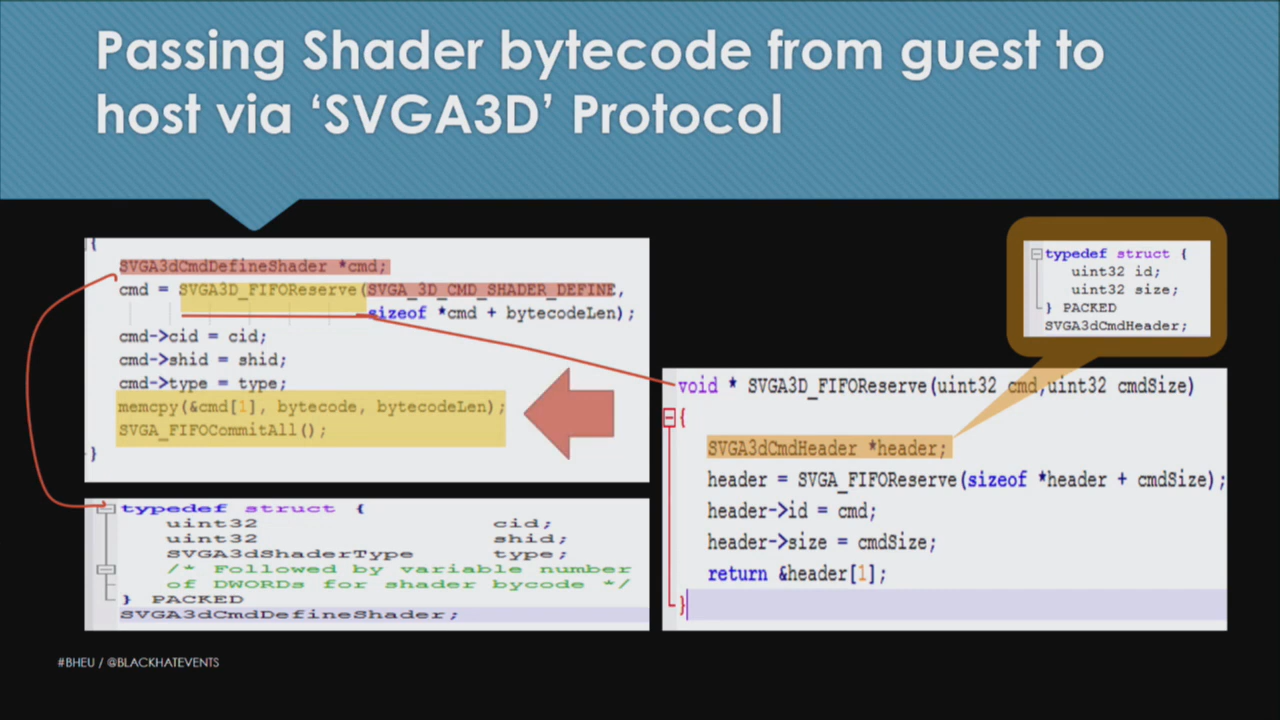 Passing Shader bytecode from guest to
host via ‘SVGA3D’ Protocol
{
SVGA3dCmdDefineShader *cmd;
cmd = SVGA3D_FIFOReserve(SVGA_3D_CMD_SHADER_DEFINE,
sizeof *cmd + bytecodeLen);
cmd->cid = cid;
cmd->shid = shid;
cmd->type = type;
memcpy(&cmd[1], bytecode, bytecodeLen);
SVGA_FIFOCommitAll();
}
typedef struct {
uint32 cid;
uint32 shid;
SVGA3dShaderType type;
/* Followed by variable number
of DWORDs for shader bycode */
} PACKED
SVGA3dCmdDefineShader;
typedef struct {
uint32 id;
uint32 size;
} PACKED
SVGA3dCmdHeader;
void * SVGA3D_FIFOReserve(uint32 cmd,uint32 cmdSize)
{
SVGA3dCmdHeader *header;
header = SVGA_FIFOReserve(sizeof *header + cmdSize);
header->id = cmd;
header->size = cmdSize;
return &header[1];
}
#BHEU / @BLACKHATEVENTS